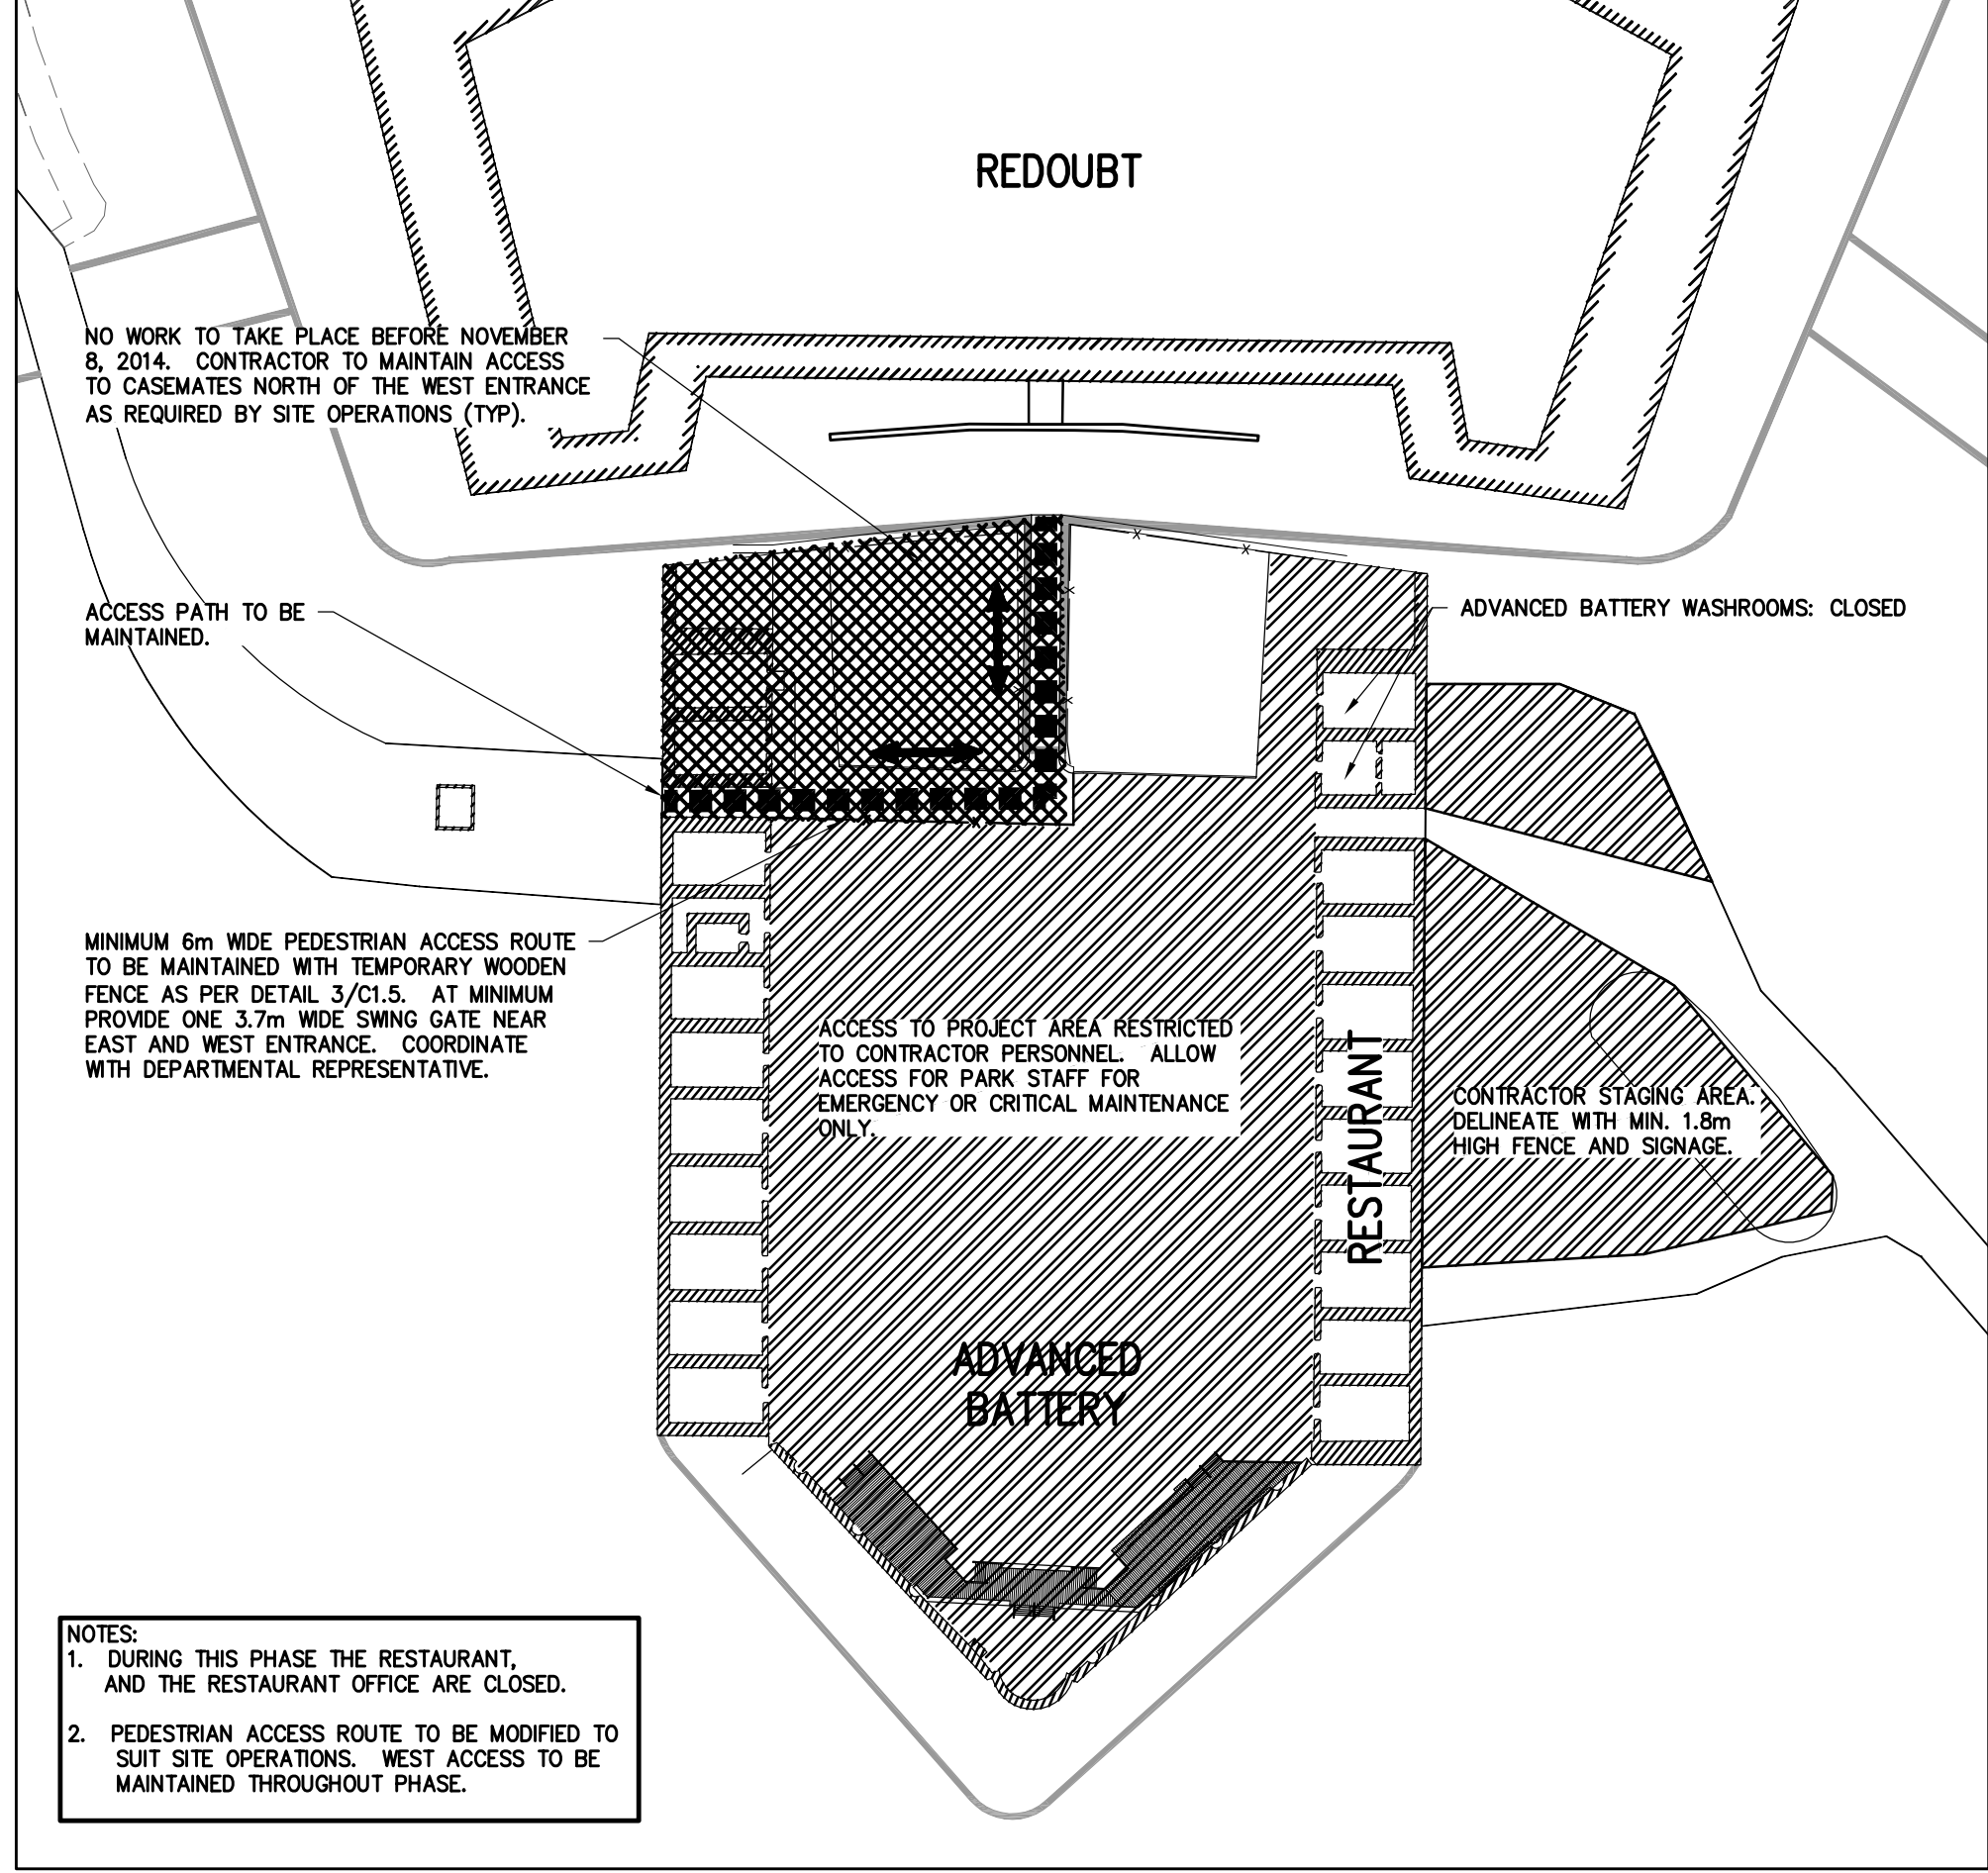 REDOUBT
NO WORK TO TAKE PLACE BEFORE NOVEMBER
8, 2014. CONTRACTOR TO MAINTAIN ACCESS
TO CASEMATES NORTH OF THE WEST ENTRANCE
AS REQUIRED BY SITE OPERATIONS (TYP).
ACCESS PATH TO BE
MAINTAINED.
ADVANCED BATTERY WASHROOMS: CLOSED
MINIMUM 6m WIDE PEDESTRIAN ACCESS ROUTE
TO BE MAINTAINED WITH TEMPORARY WOODEN
FENCE AS PER DETAIL 3/C1.5. AT MINIMUM
PROVIDE ONE 3.7m WIDE SWING GATE NEAR
EAST AND WEST ENTRANCE. COORDINATE
WITH DEPARTMENTAL REPRESENTATIVE.
ACCESS TO PROJECT AREA RESTRICTED
TO CONTRACTOR PERSONNEL. ALLOW
ACCESS FOR PARK STAFF FOR
EMERGENCY OR CRITICAL MAINTENANCE
ONLY.
RESTAURANT
CONTRACTOR STAGING AREA.
DELINEATE WITH MIN. 1.8m
HIGH FENCE AND SIGNAGE.
ADVANCED
BATTERY
NOTES:
1. DURING THIS PHASE THE RESTAURANT,
AND THE RESTAURANT OFFICE ARE CLOSED.
2. PEDESTRIAN ACCESS ROUTE TO BE MODIFIED TO
SUIT SITE OPERATIONS. WEST ACCESS TO BE
MAINTAINED THROUGHOUT PHASE.